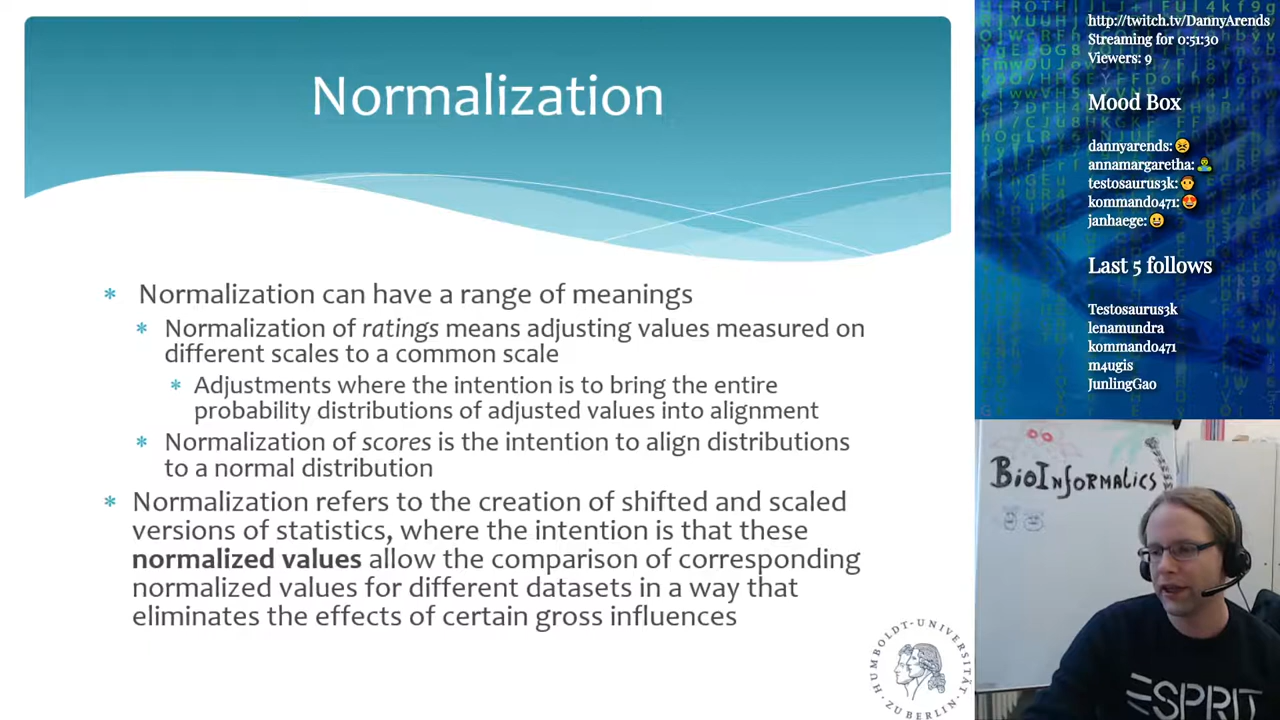 Normalization
* Normalization can have a range of meanings
* Normalization of ratings means adjusting values measured on
different scales to a common scale
* Adjustments where the intention is to bring the entire
probability distributions of adjusted values into alignment
* Normalization of scores is the intention to align distributions
to a normal distribution
* Normalization refers to the creation of shifted and scaled
versions of statistics, where the intention is that these
normalized values allow the comparison of corresponding
normalized values for different datasets in a way that
eliminates the effects of certain gross influences
HUMBOLDT-UNIVERSITÄT
ZU BERLIN
http://twitch.tv/DannyArends
Streaming for 0:51:30
Viewers: 9
Mood Box
dannyarends: 😣
annamargaretha: 🤷‍♂️
testosaurus3k: 🧑
kommando471: 😍
janhaege: 😀
Last 5 follows
Testosaurus3k
lenamundra
kommando471
m4ugis
JunlingGao
BioInformatics
ESPRIT